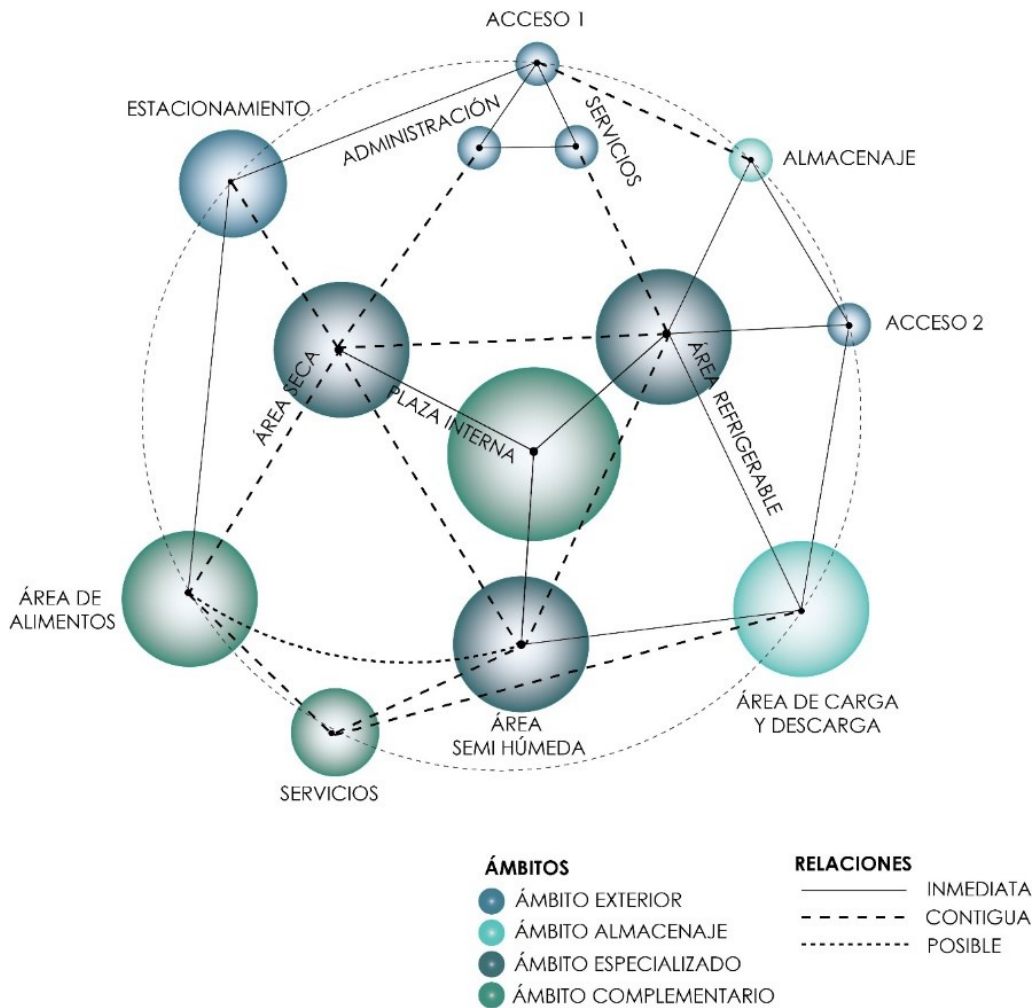 ACCESO 1
ESTACIONAMIENTO
ADMINISTRACIÓN
SERVICIOS
ALMACENAJE
ACCESO 2
ÁREA SECA
PLAZA INTERNA
ÁREA REFRIGERABLE
ÁREA DE
ALIMENTOS
ÁREA
SEMI HÚMEDA
ÁREA DE CARGA
Y DESCARGA
SERVICIOS
ÁMBITOS
ÁMBITO EXTERIOR
ÁMBITO ALMACENAJE
ÁMBITO ESPECIALIZADO
ÁMBITO COMPLEMENTARIO
RELACIONES
INMEDIATA
CONTIGUA
POSIBLE